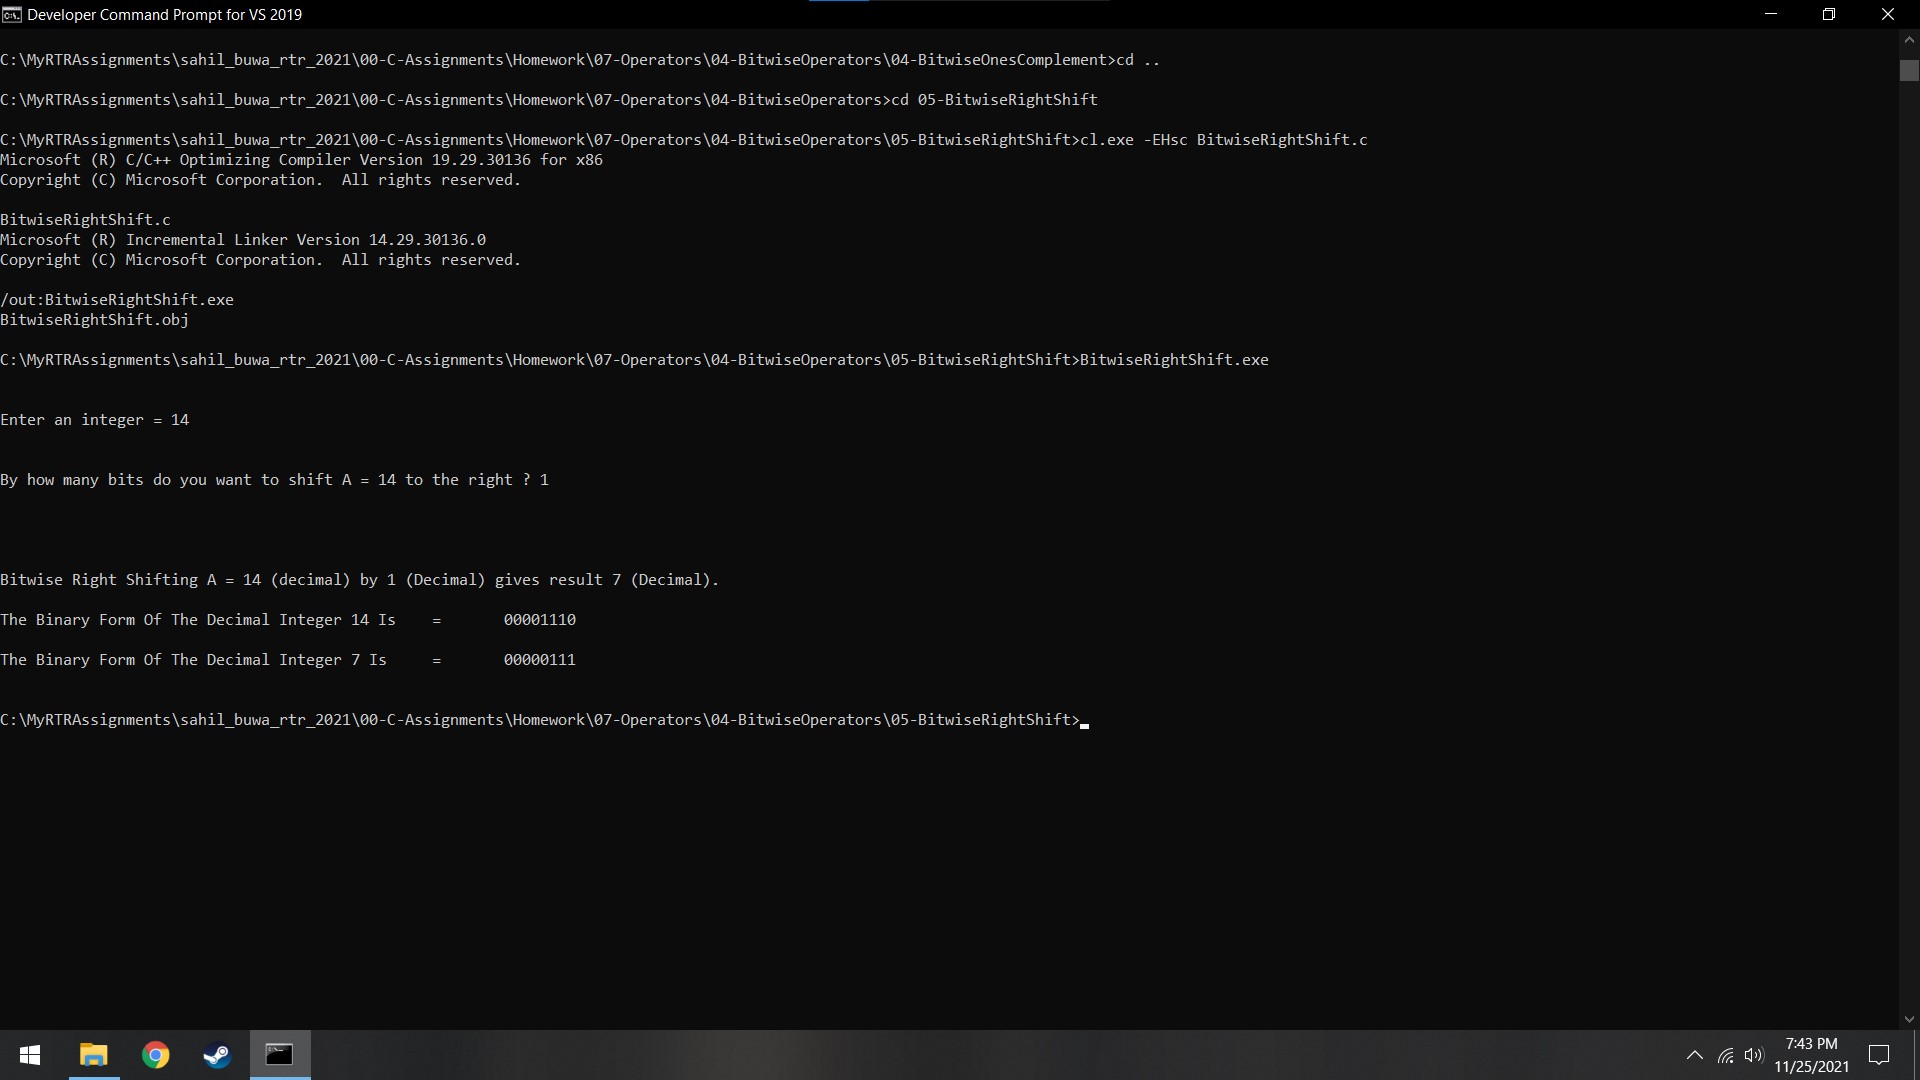 Developer Command Prompt for VS 2019
C:\MyRTRAssignments\sahil_buwa_rtr_2021\00-C-Assignments\Homework\07-Operators\04-BitwiseOperators\04-BitwiseOnesComplement>cd ..
C:\MyRTRAssignments\sahil_buwa_rtr_2021\00-C-Assignments\Homework\07-Operators\04-BitwiseOperators>cd 05-BitwiseRightShift
C:\MyRTRAssignments\sahil_buwa_rtr_2021\00-C-Assignments\Homework\07-Operators\04-BitwiseOperators\05-BitwiseRightShift>cl.exe -EHsc BitwiseRightShift.c
Microsoft (R) C/C++ Optimizing Compiler Version 19.29.30136 for x86
Copyright (C) Microsoft Corporation.  All rights reserved.
BitwiseRightShift.c
Microsoft (R) Incremental Linker Version 14.29.30136.0
Copyright (C) Microsoft Corporation.  All rights reserved.
/out:BitwiseRightShift.exe
BitwiseRightShift.obj
C:\MyRTRAssignments\sahil_buwa_rtr_2021\00-C-Assignments\Homework\07-Operators\04-BitwiseOperators\05-BitwiseRightShift>BitwiseRightShift.exe
Enter an integer = 14
By how many bits do you want to shift A = 14 to the right ? 1
Bitwise Right Shifting A = 14 (decimal) by 1 (Decimal) gives result 7 (Decimal).
The Binary Form Of The Decimal Integer 14 Is    =       00001110
The Binary Form Of The Decimal Integer 7 Is     =       00000111
C:\MyRTRAssignments\sahil_buwa_rtr_2021\00-C-Assignments\Homework\07-Operators\04-BitwiseOperators\05-BitwiseRightShift>
7:43 PM
11/25/2021